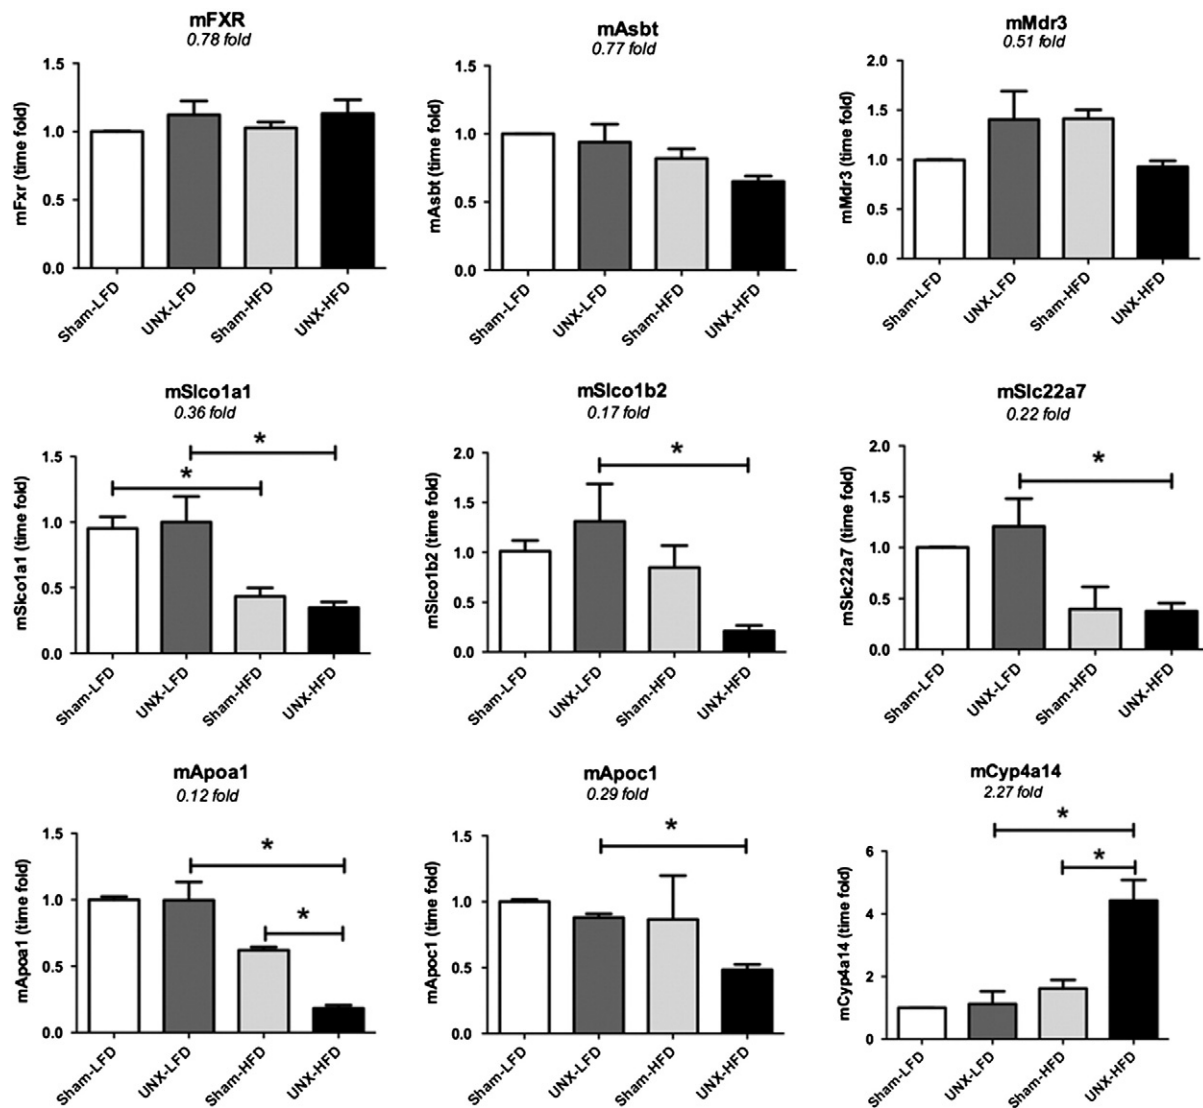 mFXR
0.78 fold
mFxr (time fold)
1.5
1.0
0.5
0.0
Sham-LFD
UNX-LFD
Sham-HFD
UNX-HFD
mAsbt
0.77 fold
mAsbt (time fold)
1.5
1.0
0.5
0.0
Sham-LFD
UNX-LFD
Sham-HFD
UNX-HFD
mMdr3
0.51 fold
mMdr3 (time fold)
2.0
1.5
1.0
0.5
0.0
Sham-LFD
UNX-LFD
Sham-HFD
UNX-HFD
mSlco1a1
0.36 fold
mSlco1a1 (time fold)
1.5
1.0
0.5
0.0
*
*
Sham-LFD
UNX-LFD
Sham-HFD
UNX-HFD
mSlco1b2
0.17 fold
mSlco1b2 (time fold)
2.0
1.5
1.0
0.5
0.0
*
Sham-LFD
UNX-LFD
Sham-HFD
UNX-HFD
mSlc22a7
0.22 fold
mSlc22a7 (time fold)
2.0
1.5
1.0
0.5
0.0
*
Sham-LFD
UNX-LFD
Sham-HFD
UNX-HFD
mApoa1
0.12 fold
mApoa1 (time fold)
1.5
1.0
0.5
0.0
*
*
Sham-LFD
UNX-LFD
Sham-HFD
UNX-HFD
mApoc1
0.29 fold
mApoc1 (time fold)
1.5
1.0
0.5
0.0
*
Sham-LFD
UNX-LFD
Sham-HFD
UNX-HFD
mCyp4a14
2.27 fold
mCyp4a14 (time fold)
6
4
2
0
*
*
Sham-LFD
UNX-LFD
Sham-HFD
UNX-HFD